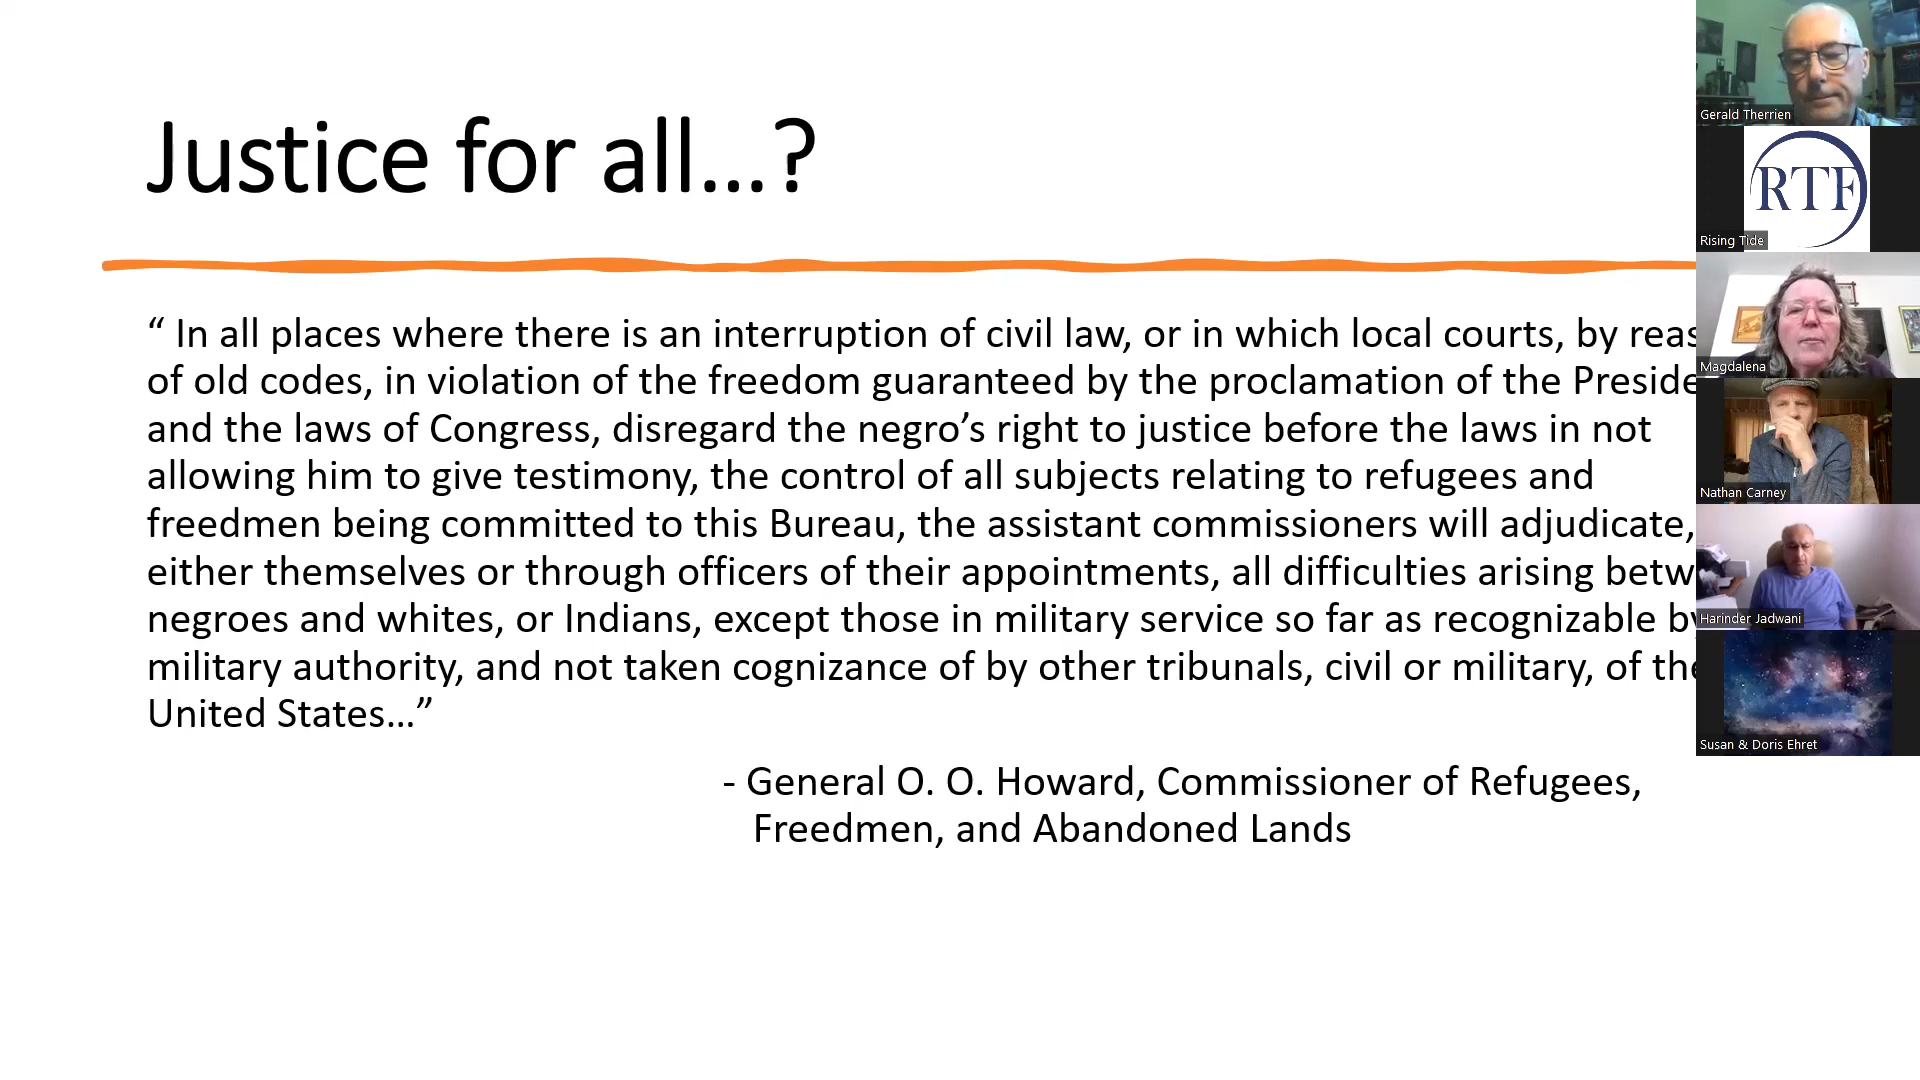 Justice for all...?
“ In all places where there is an interruption of civil law, or in which local courts, by reas
of old codes, in violation of the freedom guaranteed by the proclamation of the Preside
and the laws of Congress, disregard the negro’s right to justice before the laws in not
allowing him to give testimony, the control of all subjects relating to refugees and
freedmen being committed to this Bureau, the assistant commissioners will adjudicate,
either themselves or through officers of their appointments, all difficulties arising betw
negroes and whites, or Indians, except those in military service so far as recognizable by
military authority, and not taken cognizance of by other tribunals, civil or military, of the
United States...”
- General O. O. Howard, Commissioner of Refugees,
Freedmen, and Abandoned Lands
Gerald Therrien
RTF
Rising Tide
Magdalena
Nathan Carney
Harinder Jadwani
Susan & Doris Ehret